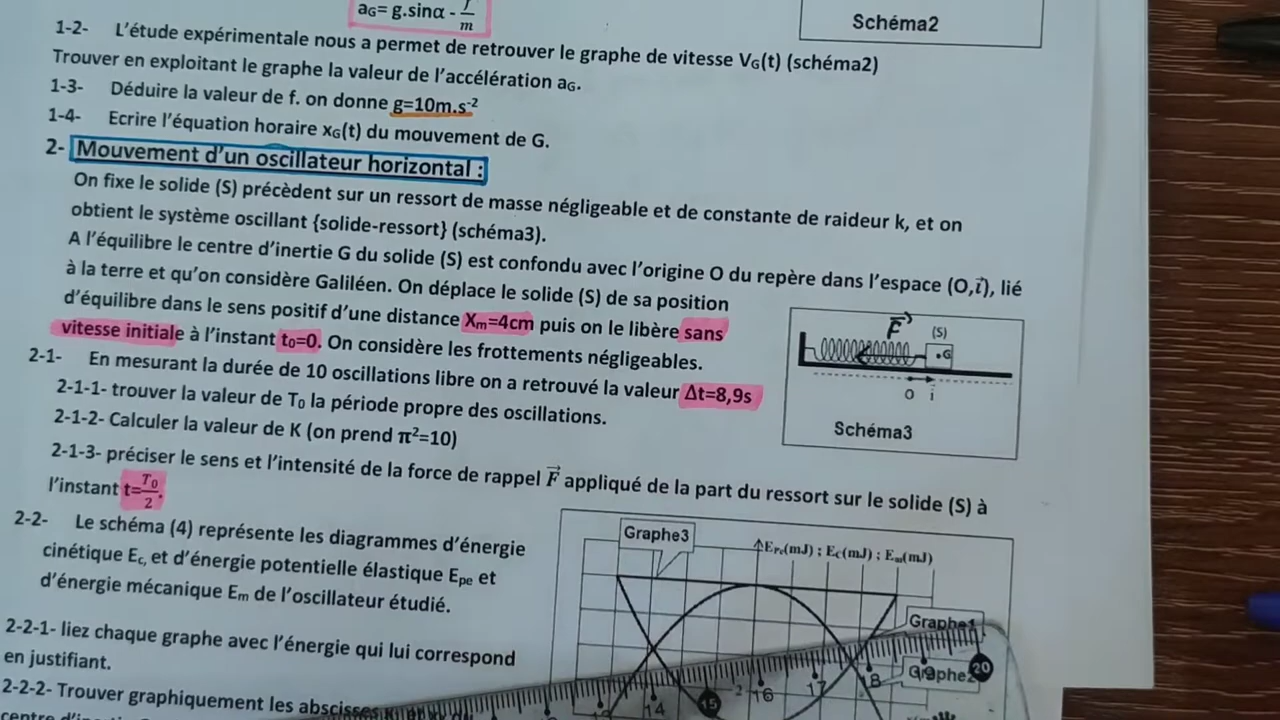 aG= g.sinα - f/m
Schéma2
1-2- L'étude expérimentale nous a permet de retrouver le graphe de vitesse VG(t) (schéma2)
Trouver en exploitant le graphe la valeur de l'accélération aG.
1-3- Déduire la valeur de f. on donne g=10m.s⁻²
1-4- Ecrire l'équation horaire xG(t) du mouvement de G.
2- Mouvement d'un oscillateur horizontal :
On fixe le solide (S) précèdent sur un ressort de masse négligeable et de constante de raideur k, et on
obtient le système oscillant {solide-ressort} (schéma3).
A l'équilibre le centre d'inertie G du solide (S) est confondu avec l'origine O du repère dans l'espace (O,i⃗), lié
à la terre et qu'on considère Galiléen. On déplace le solide (S) de sa position
d'équilibre dans le sens positif d'une distance Xm=4cm puis on le libère sans
vitesse initiale à l'instant t₀=0. On considère les frottements négligeables.
F⃗
(S)
G
O i⃗
Schéma3
2-1- En mesurant la durée de 10 oscillations libre on a retrouvé la valeur Δt=8,9s
2-1-1- trouver la valeur de T₀ la période propre des oscillations.
2-1-2- Calculer la valeur de K (on prend π²=10)
2-1-3- préciser le sens et l'intensité de la force de rappel F⃗ appliqué de la part du ressort sur le solide (S) à
l'instant t=T₀/2.
2-2- Le schéma (4) représente les diagrammes d'énergie
cinétique Ec, et d'énergie potentielle élastique Epe et
d'énergie mécanique Em de l'oscillateur étudié.
Graphe3
EPe(mJ) ; EC(mJ) ; Em(mJ)
Graphe1
Graphe2
2-2-1- liez chaque graphe avec l'énergie qui lui correspond
en justifiant.
2-2-2- Trouver graphiquement les abscisses
14 15 16 17 18 19 20